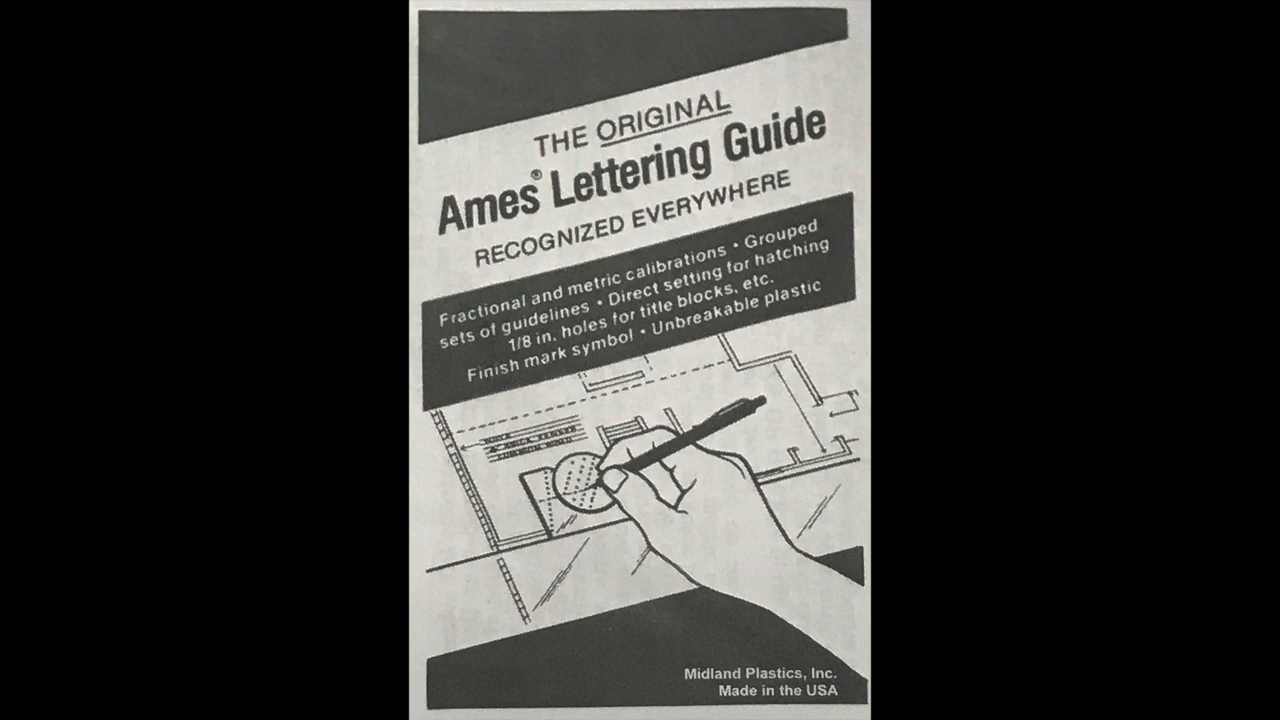 THE ORIGINAL
Ames® Lettering Guide
RECOGNIZED EVERYWHERE
Fractional and metric calibrations • Grouped
sets of guidelines • Direct setting for hatching
1/8 in. holes for title blocks, etc.
Finish mark symbol • Unbreakable plastic
Midland Plastics, Inc.
Made in the USA